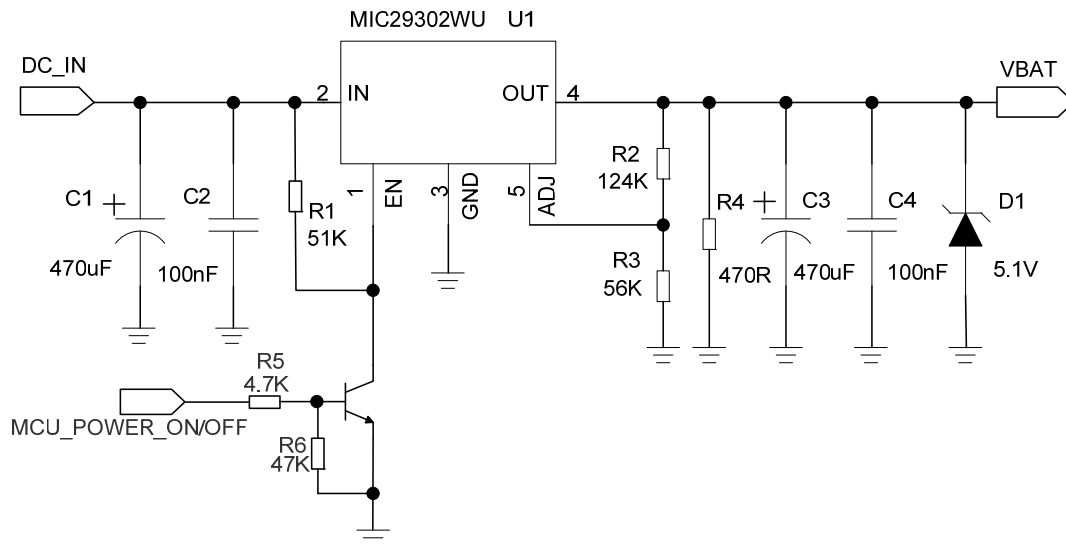 MIC29302WU U1
DC_IN
VBAT
2 IN
OUT 4
1
EN
3
GND
5
ADJ
R1
51K
R2
124K
R3
56K
C1 +
470uF
C2
100nF
R4
470R
+ C3
470uF
C4
100nF
D1
5.1V
R5
4.7K
MCU_POWER_ON/OFF
R6
47K